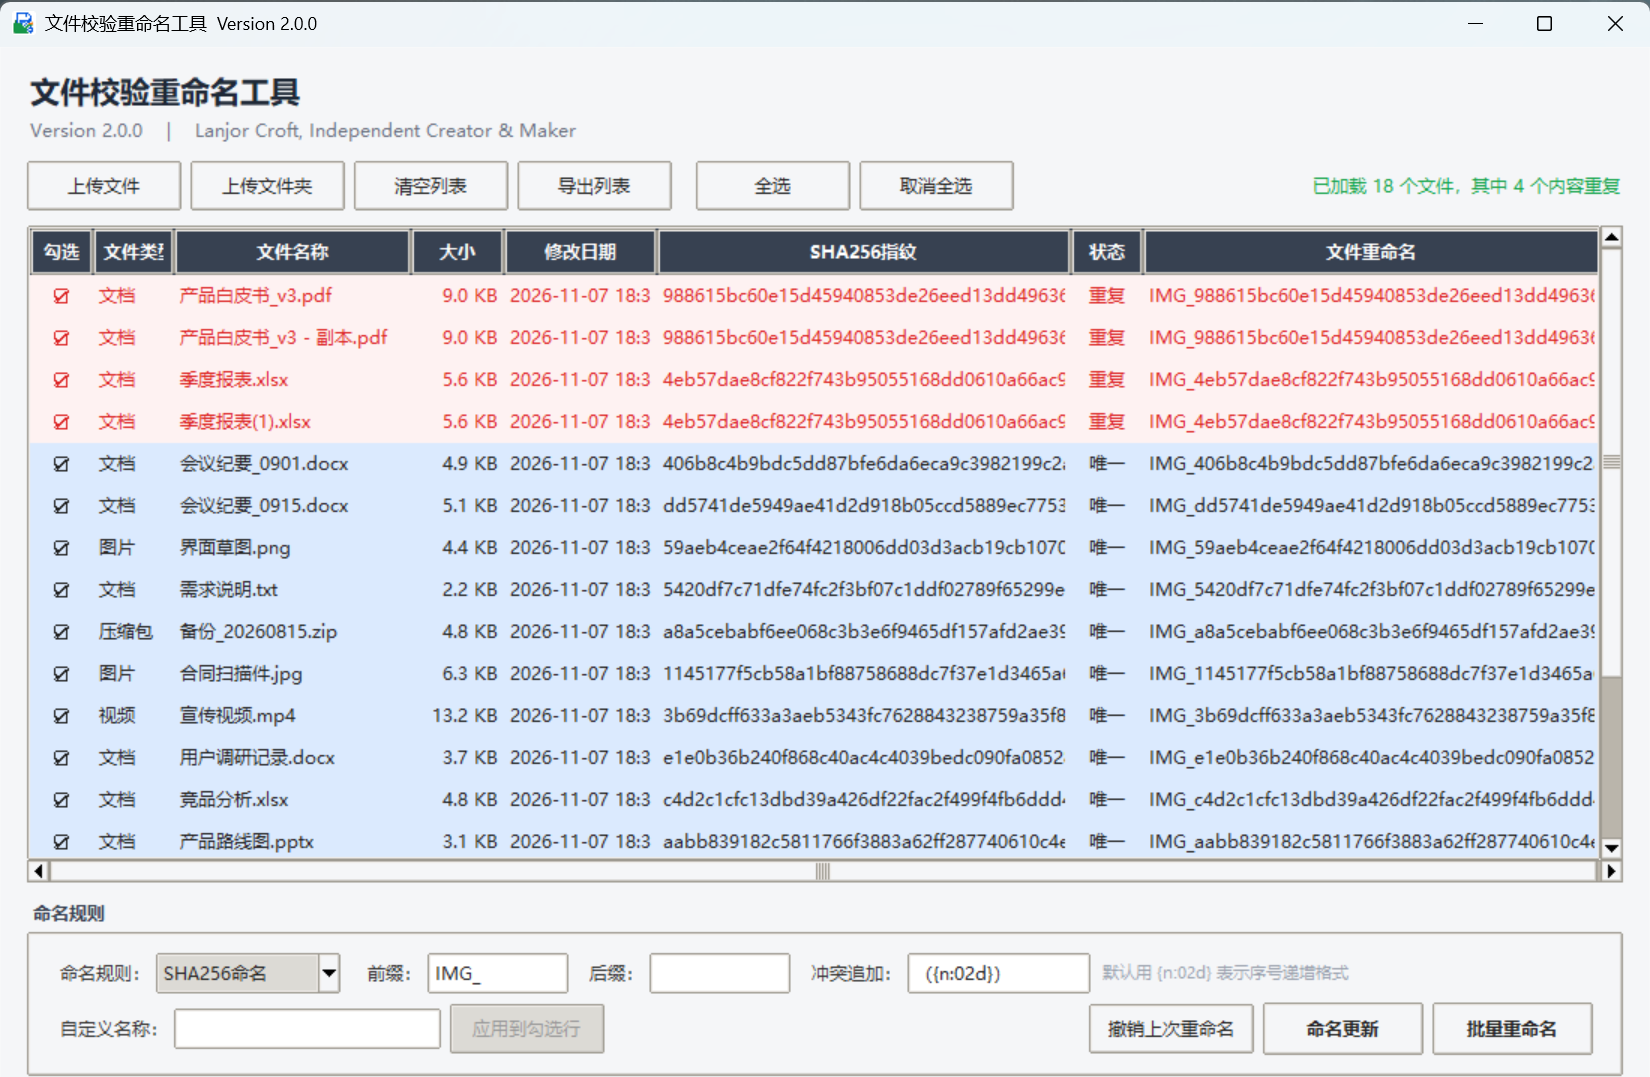 文件校验重命名工具 Version 2.0.0
文件校验重命名工具
Version 2.0.0 | Lanjor Croft, Independent Creator & Maker
上传文件 上传文件夹 清空列表 导出列表 全选 取消全选 已加载 18 个文件，其中 4 个内容重复
勾选 文件类型 文件名称 大小 修改日期 SHA256指纹 状态 文件重命名
文档 产品白皮书_v3.pdf 9.0 KB 2026-11-07 18:3 988615bc60e15d45940853de26eed13dd49636 重复 IMG_988615bc60e15d45940853de26eed13dd49636
文档 产品白皮书_v3 - 副本.pdf 9.0 KB 2026-11-07 18:3 988615bc60e15d45940853de26eed13dd49636 重复 IMG_988615bc60e15d45940853de26eed13dd49636
文档 季度报表.xlsx 5.6 KB 2026-11-07 18:3 4eb57dae8cf822f743b95055168dd0610a66ac9 重复 IMG_4eb57dae8cf822f743b95055168dd0610a66ac9
文档 季度报表(1).xlsx 5.6 KB 2026-11-07 18:3 4eb57dae8cf822f743b95055168dd0610a66ac9 重复 IMG_4eb57dae8cf822f743b95055168dd0610a66ac9
文档 会议纪要_0901.docx 4.9 KB 2026-11-07 18:3 406b8c4b9bdc5dd87bfe6da6eca9c3982199c2a 唯一 IMG_406b8c4b9bdc5dd87bfe6da6eca9c3982199c2
文档 会议纪要_0915.docx 5.1 KB 2026-11-07 18:3 dd5741de5949ae41d2d918b05ccd5889ec7753 唯一 IMG_dd5741de5949ae41d2d918b05ccd5889ec7753
图片 界面草图.png 4.4 KB 2026-11-07 18:3 59aeb4ceae2f64f4218006dd03d3acb19cb1070 唯一 IMG_59aeb4ceae2f64f4218006dd03d3acb19cb1070
文档 需求说明.txt 2.2 KB 2026-11-07 18:3 5420df7c71dfe74fc2f3bf07c1ddf02789f65299e 唯一 IMG_5420df7c71dfe74fc2f3bf07c1ddf02789f65299e
压缩包 备份_20260815.zip 4.8 KB 2026-11-07 18:3 a8a5cebabf6ee068c3b3e6f9465df157afd2ae39 唯一 IMG_a8a5cebabf6ee068c3b3e6f9465df157afd2ae39
图片 合同扫描件.jpg 6.3 KB 2026-11-07 18:3 1145177f5cb58a1bf88758688dc7f37e1d3465a6 唯一 IMG_1145177f5cb58a1bf88758688dc7f37e1d3465a
视频 宣传视频.mp4 13.2 KB 2026-11-07 18:3 3b69dcff633a3aeb5343fc7628843238759a35f8 唯一 IMG_3b69dcff633a3aeb5343fc7628843238759a35f8
文档 用户调研记录.docx 3.7 KB 2026-11-07 18:3 e1e0b36b240f868c40ac4c4039bedc090fa0852 唯一 IMG_e1e0b36b240f868c40ac4c4039bedc090fa0852
文档 竞品分析.xlsx 4.8 KB 2026-11-07 18:3 c4d2c1cfc13dbd39a426df22fac2f499f4fb6ddd 唯一 IMG_c4d2c1cfc13dbd39a426df22fac2f499f4fb6ddd
文档 产品路线图.pptx 3.1 KB 2026-11-07 18:3 aabb839182c5811766f3883a62ff287740610c4e 唯一 IMG_aabb839182c5811766f3883a62ff287740610c4e
命名规则
命名规则： SHA256命名 前缀： IMG_ 后缀： 冲突追加： ({n:02d}) 默认用 {n:02d} 表示序号递增格式
自定义名称： 应用到勾选行 撤销上次重命名 命名更新 批量重命名